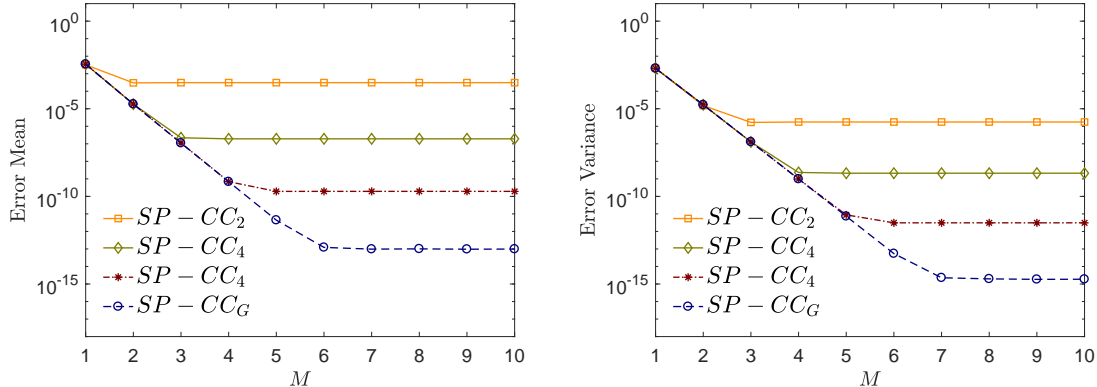 10^0
10^-5
10^-10
10^-15
Error Mean
SP − CC_2
SP − CC_4
SP − CC_4
SP − CC_G
1 2 3 4 5 6 7 8 9 10
M
10^0
10^-5
10^-10
10^-15
Error Variance
SP − CC_2
SP − CC_4
SP − CC_4
SP − CC_G
1 2 3 4 5 6 7 8 9 10
M